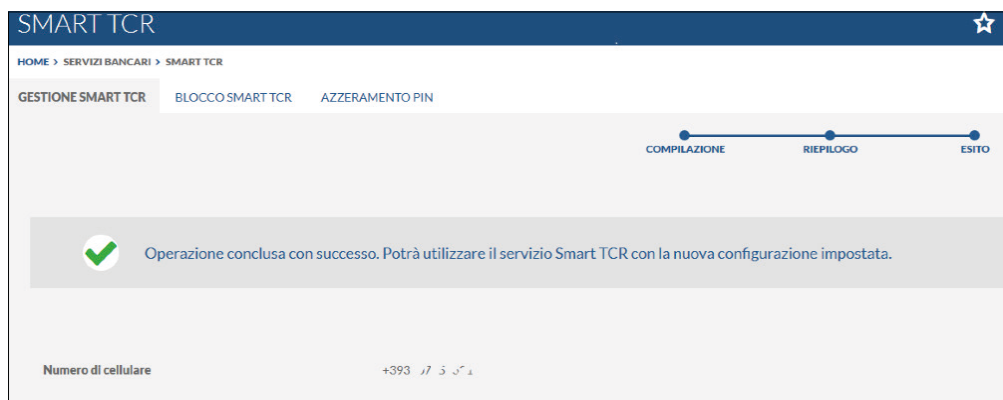 SMART TCR
HOME > SERVIZI BANCARI > SMART TCR
GESTIONE SMART TCR BLOCCO SMART TCR AZZERAMENTO PIN
COMPILAZIONE RIEPILOGO ESITO
Operazione conclusa con successo. Potrà utilizzare il servizio Smart TCR con la nuova configurazione impostata.
Numero di cellulare +393